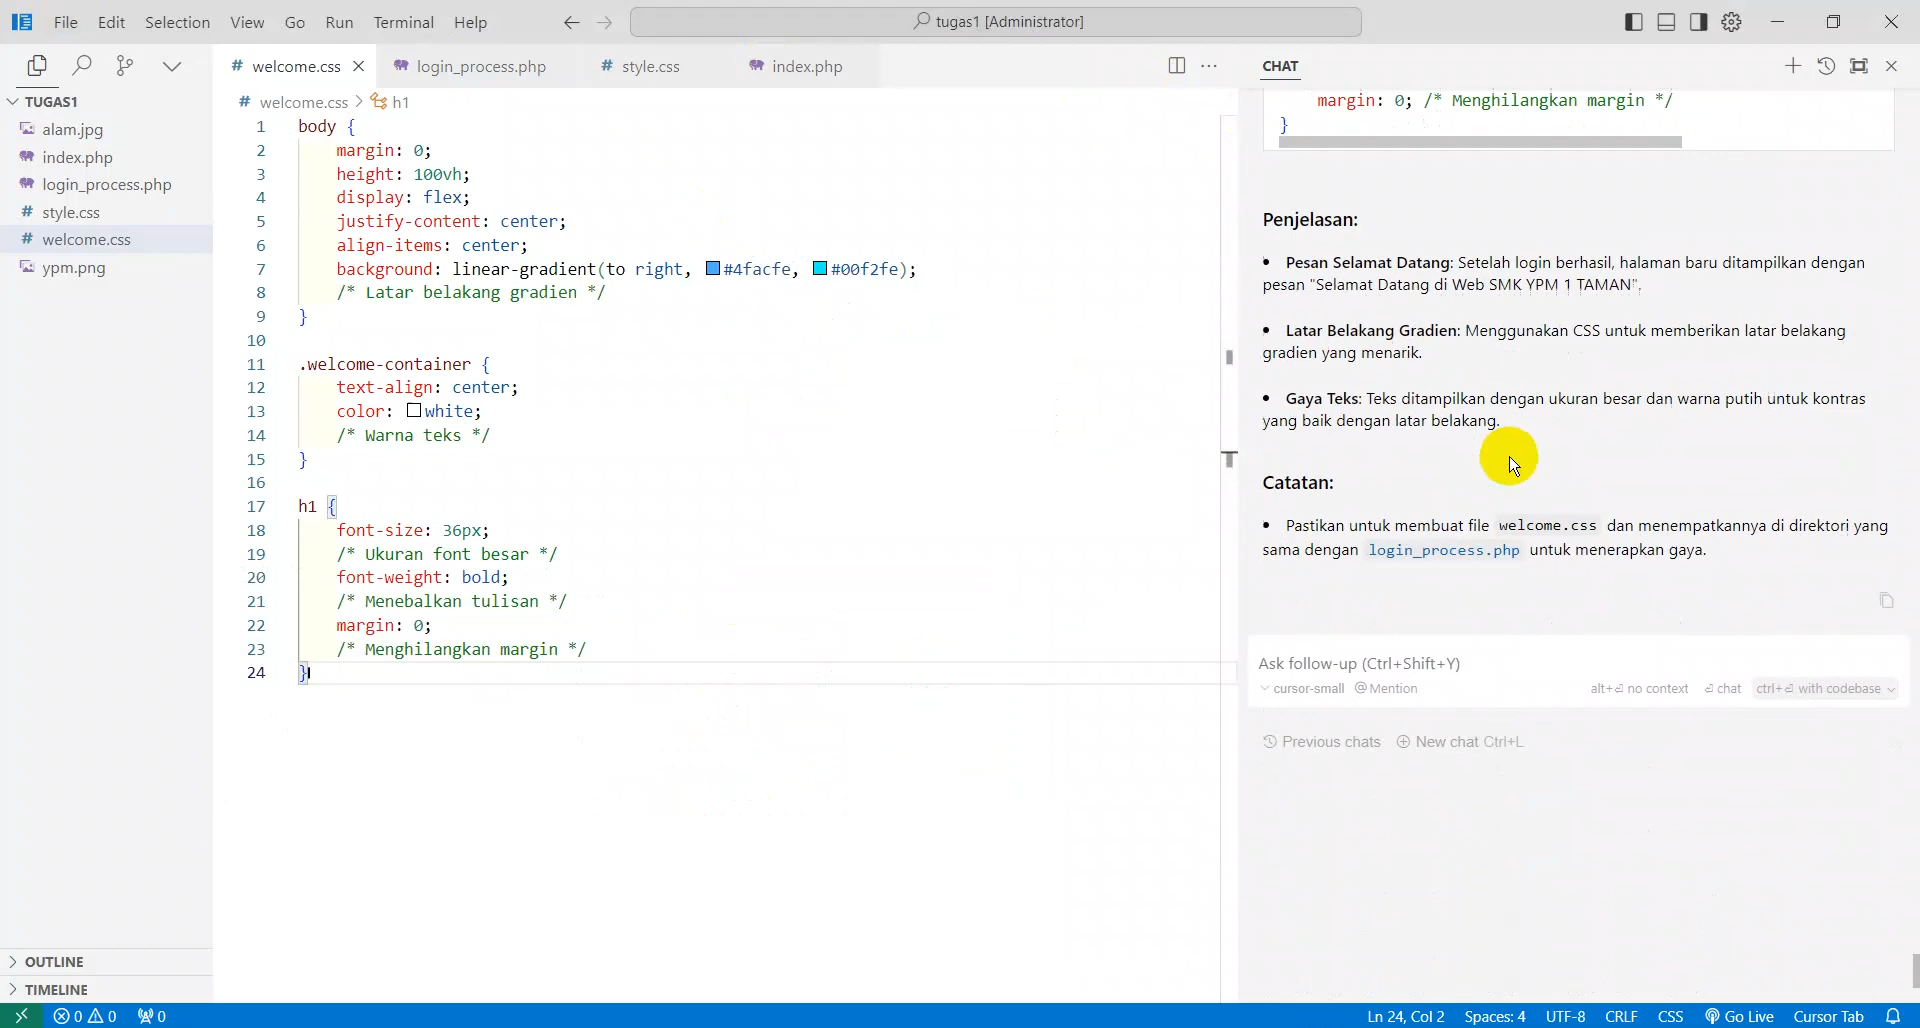 File Edit Selection View Go Run Terminal Help
tugas1 [Administrator]
# welcome.css
login_process.php
# style.css
index.php
CHAT
TUGAS1
alam.jpg
index.php
login_process.php
# style.css
# welcome.css
ypm.png
# welcome.css > h1
1 body {
2 margin: 0;
3 height: 100vh;
4 display: flex;
5 justify-content: center;
6 align-items: center;
7 background: linear-gradient(to right, #4facfe, #00f2fe);
8 /* Latar belakang gradien */
9 }
10
11 .welcome-container {
12 text-align: center;
13 color: white;
14 /* Warna teks */
15 }
16
17 h1 {
18 font-size: 36px;
19 /* Ukuran font besar */
20 font-weight: bold;
21 /* Menebalkan tulisan */
22 margin: 0;
23 /* Menghilangkan margin */
24 }
margin: 0; /* Menghilangkan margin */
}
Penjelasan:
• Pesan Selamat Datang: Setelah login berhasil, halaman baru ditampilkan dengan
pesan "Selamat Datang di Web SMK YPM 1 TAMAN".
• Latar Belakang Gradien: Menggunakan CSS untuk memberikan latar belakang
gradien yang menarik.
• Gaya Teks: Teks ditampilkan dengan ukuran besar dan warna putih untuk kontras
yang baik dengan latar belakang.
Catatan:
• Pastikan untuk membuat file welcome.css dan menempatkannya di direktori yang
sama dengan login_process.php untuk menerapkan gaya.
Ask follow-up (Ctrl+Shift+Y)
cursor-small @ Mention
alt+⏎ no context ⏎ chat ctrl+⏎ with codebase
Previous chats New chat Ctrl+L
OUTLINE
TIMELINE
0 0 0
Ln 24, Col 2 Spaces: 4 UTF-8 CRLF CSS Go Live Cursor Tab